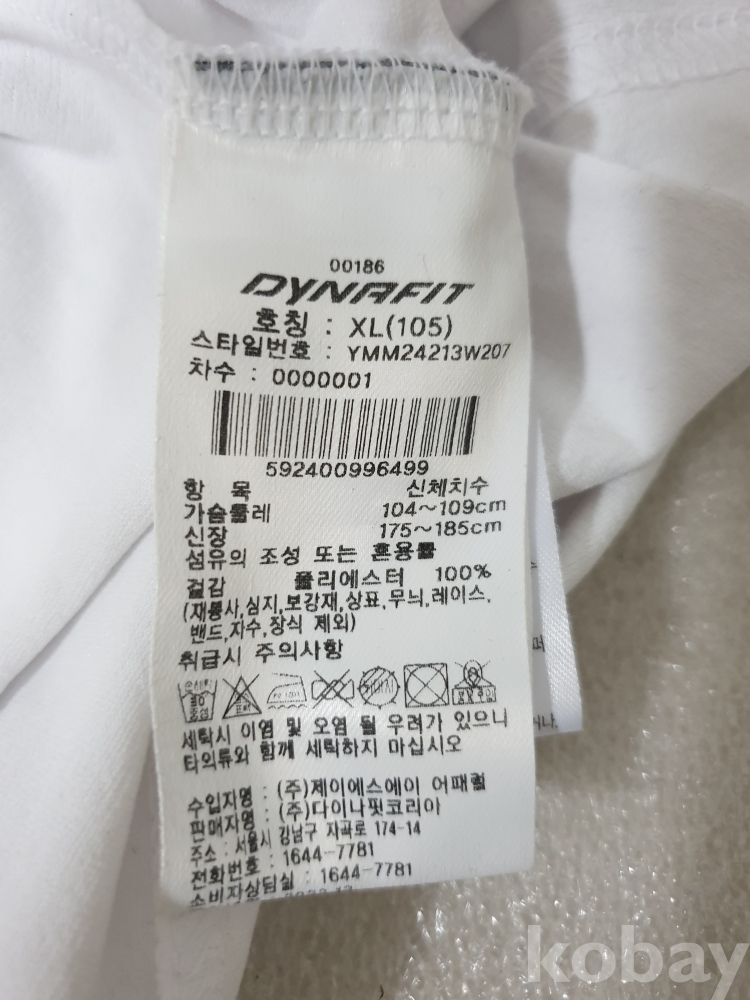 00186
DYNAFIT
호칭 : XL(105)
스타일번호 : YMM24213W207
차수 : 0000001
592400996499
항 목 신체치수
가슴둘레 104~109cm
신장 175~185cm
섬유의 조성 또는 혼용률
겉감 폴리에스터 100%
(재봉사,심지,보강재,상표,무늬,레이스,
밴드,자수,장식 제외)
취급시 주의사항
세탁시 이염 및 오염 될 우려가 있으니
타의류와 함께 세탁하지 마십시오
수입자명 : (주)제이에스에이 어패럴
판매자명 : (주)다이나핏코리아
주소 : 서울시 강남구 자곡로 174-14
전화번호 : 1644-7781
소비자상담실 : 1644-7781
kobay